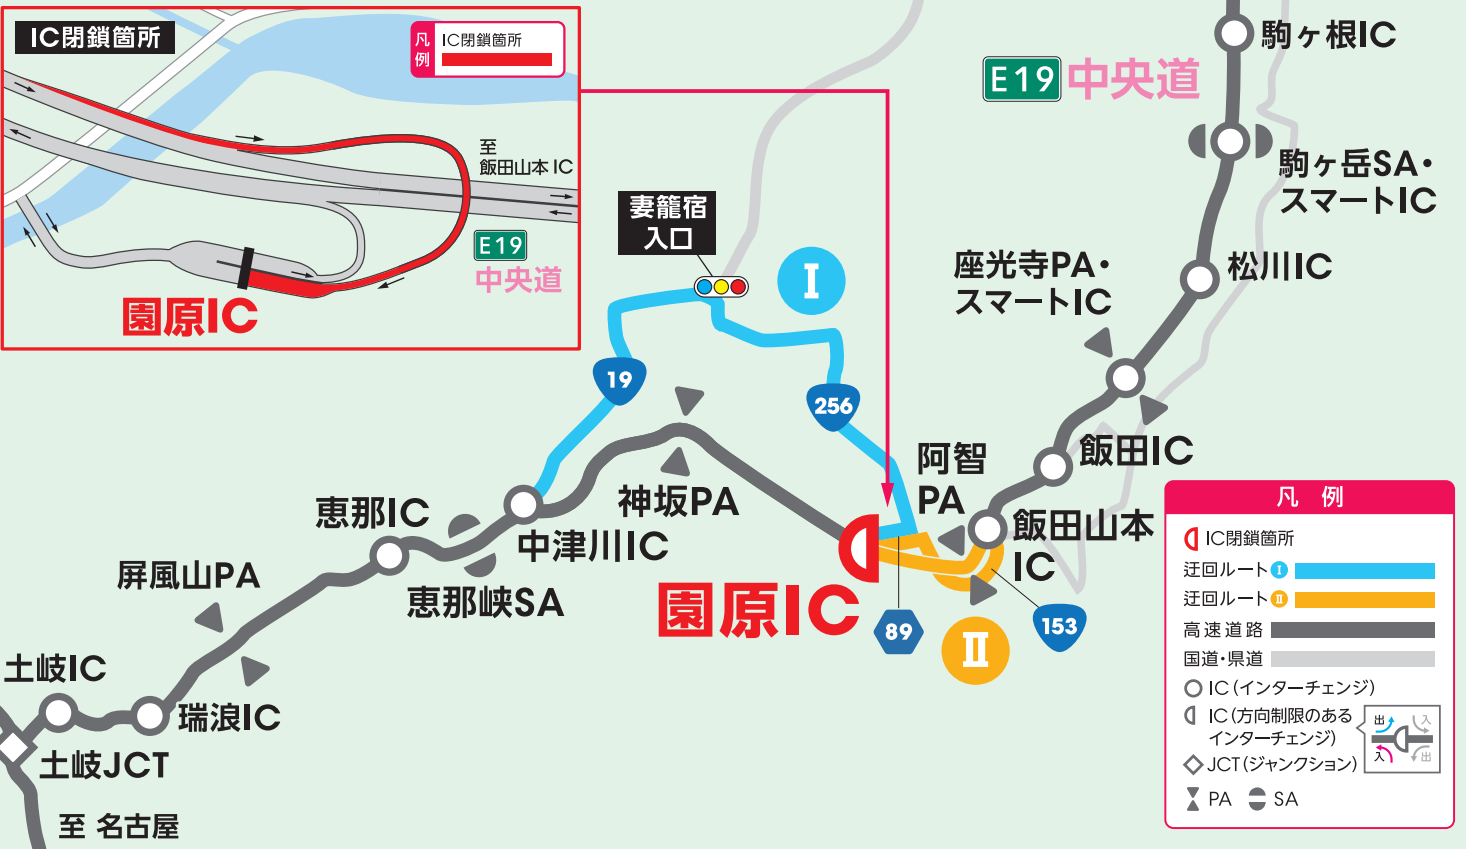 IC閉鎖箇所
凡例
IC閉鎖箇所
至
飯田山本 IC
E19
中央道
園原IC
妻籠宿
入口
I
19
256
E19 中央道
駒ヶ根IC
駒ヶ岳SA・
スマートIC
松川IC
座光寺PA・
スマートIC
飯田IC
阿智
PA
飯田山本
IC
神坂PA
恵那IC
中津川IC
恵那峡SA
園原IC
89
II
153
屏風山PA
土岐IC
瑞浪IC
土岐JCT
至 名古屋
凡 例
IC閉鎖箇所
迂回ルート I
迂回ルート II
高速道路
国道・県道
IC(インターチェンジ)
IC(方向制限のある
インターチェンジ)
出 入
入 出
JCT(ジャンクション)
PA SA